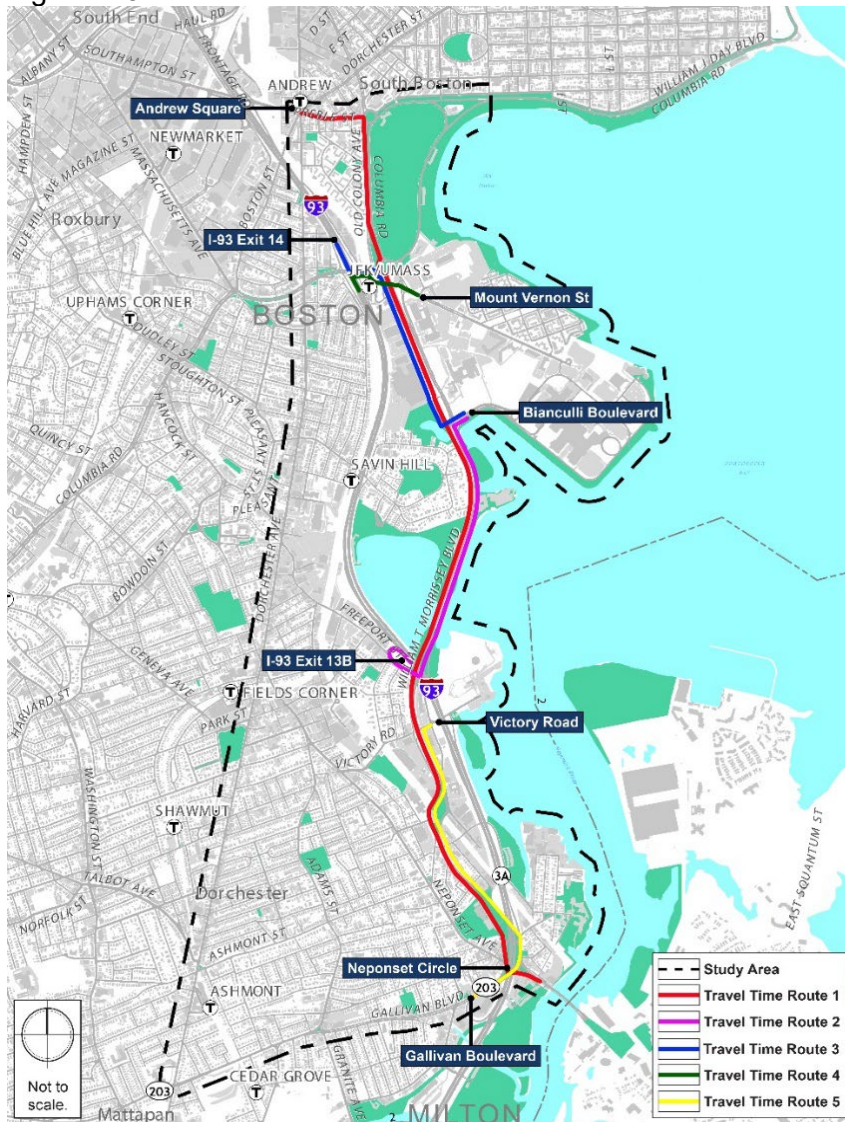 South End
HAUL RD
ALBANY ST
SOUTHAMPTON ST
FRONTAGE RD
D ST
E ST
DORCHESTER ST
ANDREW
T
South Boston
L ST
WILLIAM J DAY BLVD
COLUMBIA RD
Andrew Square
NEWMARKET
T
HAMPDEN ST
BLUE HILL AVE
MAGAZINE ST
MASSACHUSETTS AVE
BOSTON ST
OLD COLONY AVE
COLUMBIA RD
Roxbury
93
I-93 Exit 14
JFK/UMASS
T
Mount Vernon St
UPHAMS CORNER
T
BOSTON
DUDLEY ST
STOUGHTON ST
HANCOCK ST
PLEASANT ST
PLEASANT
QUINCY ST
COLUMBIA RD
Bianculli Boulevard
SAVIN HILL
T
DORCHESTER AVE
BOWDOIN ST
WILLIAM T MORRISSEY BLVD
FREEPORT
GENEVA AVE
I-93 Exit 13B
93
T
FIELDS CORNER
HARVARD ST
PARK ST
WASHINGTON ST
VICTORY RD
Victory Road
SHAWMUT
T
ADAMS ST
TALBOT AVE
NORFOLK ST
Dorchester
NEPONSET AVE
3A
EAST SQUANTUM ST
ASHMONT ST
ASHMONT
T
Neponset Circle
203
GALLIVAN BLVD
Gallivan Boulevard
GRANITE AVE
CEDAR GROVE
T
203
Mattapan
2
MILTON
Not to
scale.
Study Area
Travel Time Route 1
Travel Time Route 2
Travel Time Route 3
Travel Time Route 4
Travel Time Route 5